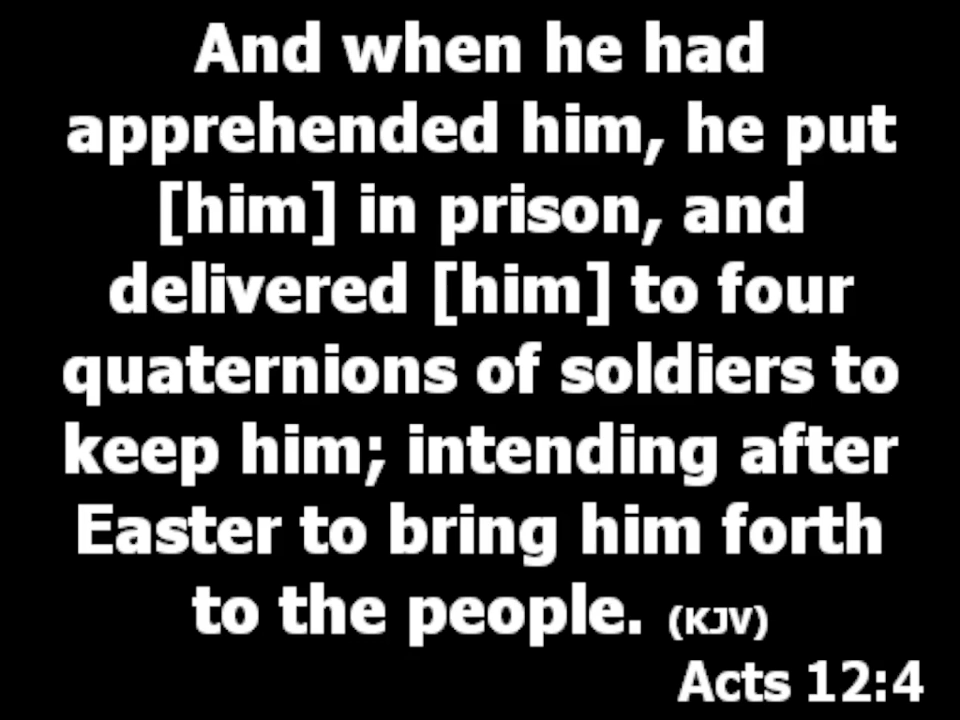 And when he had
apprehended him, he put
[him] in prison, and
delivered [him] to four
quaternions of soldiers to
keep him; intending after
Easter to bring him forth
to the people. (KJV)
Acts 12:4